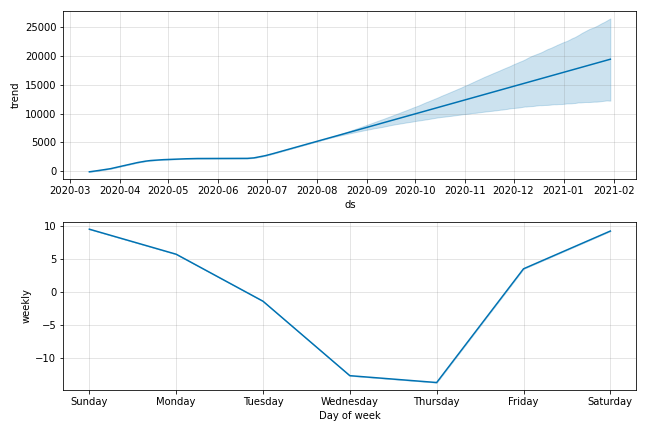 25000
20000
15000
10000
5000
0
trend
2020-03 2020-04 2020-05 2020-06 2020-07 2020-08 2020-09 2020-10 2020-11 2020-12 2021-01 2021-02
ds
10
5
0
−5
−10
weekly
Sunday Monday Tuesday Wednesday Thursday Friday Saturday
Day of week